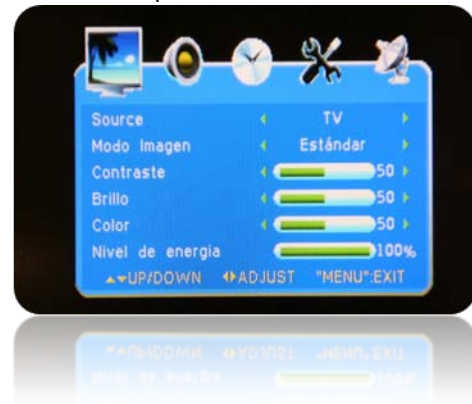 Source TV
Modo Imagen Estándar
Contraste 50
Brillo 50
Color 50
Nivel de energia 100%
▲▼UP/DOWN ◀▶ADJUST "MENU":EXIT